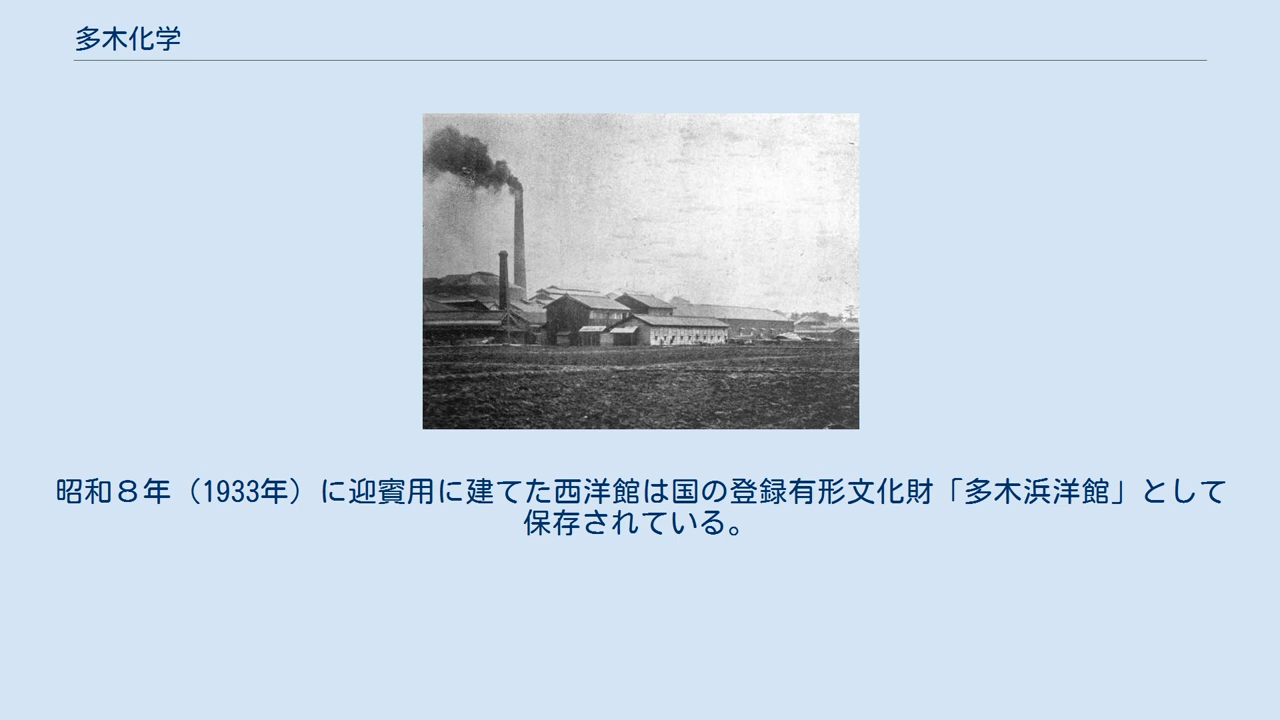 多木化学
昭和８年（1933年）に迎賓用に建てた西洋館は国の登録有形文化財「多木浜洋館」として
保存されている。